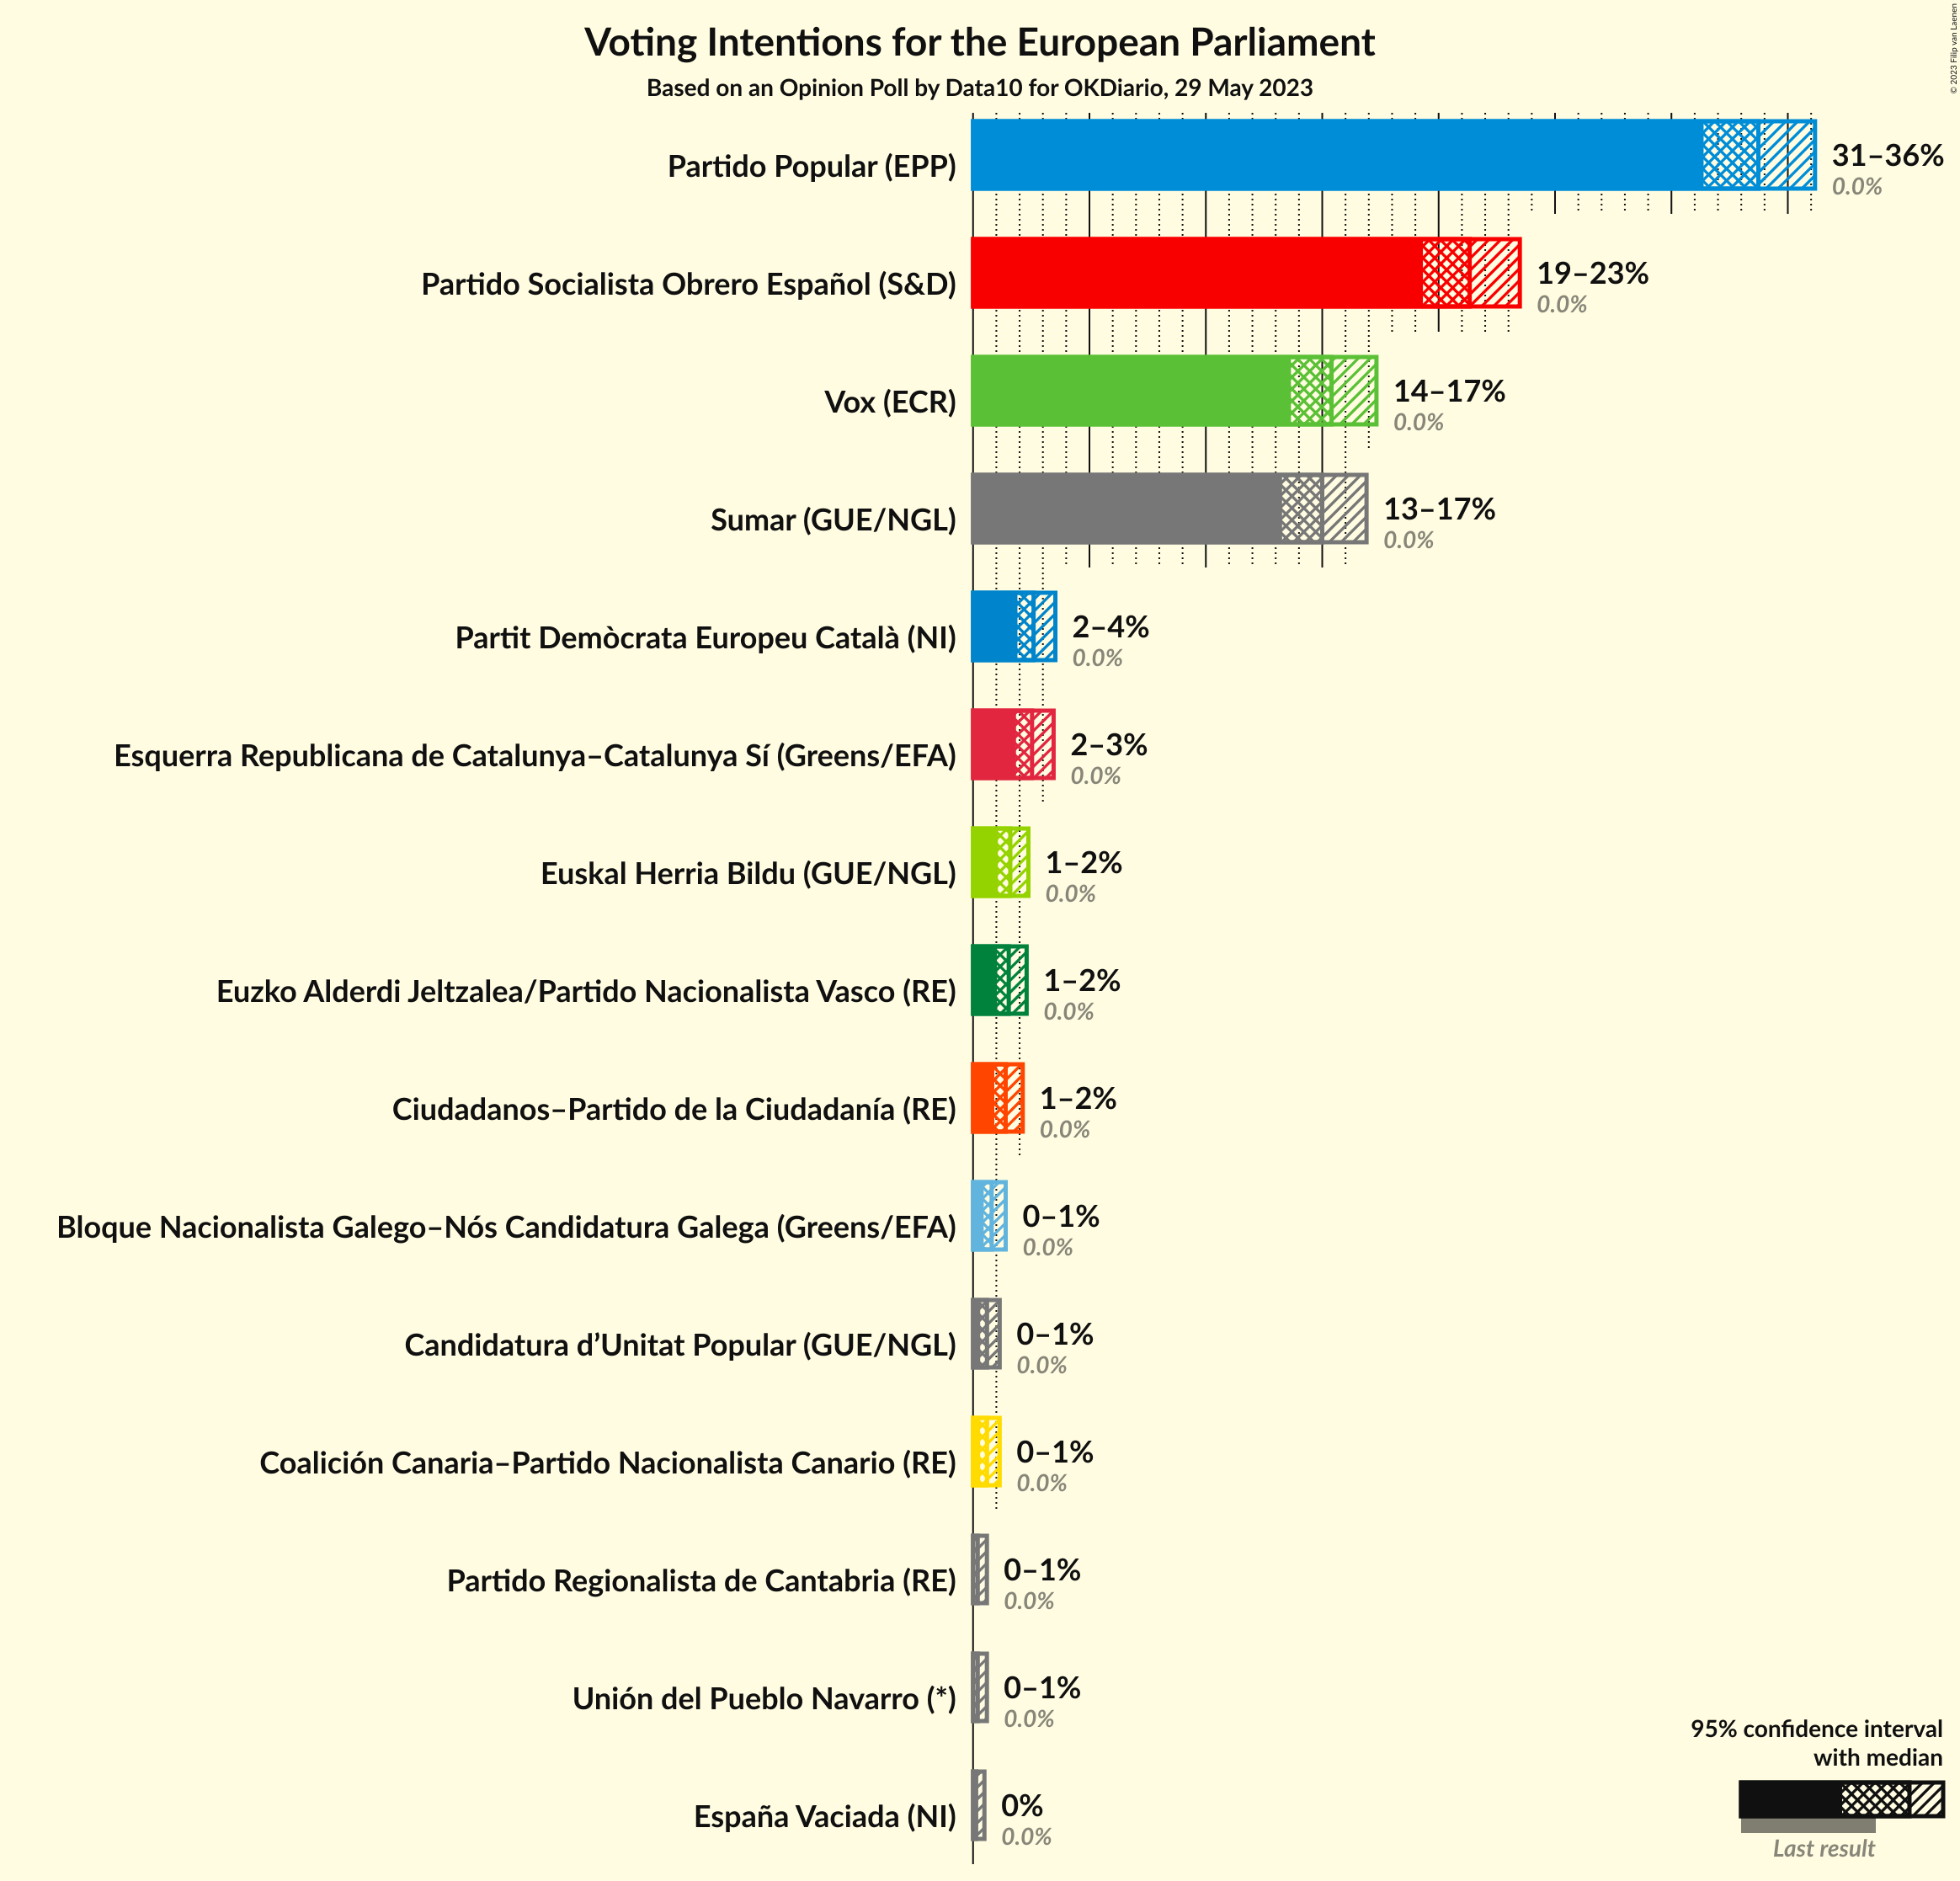 Voting Intentions for the European Parliament
Based on an Opinion Poll by Data10 for OKDiario, 29 May 2023
© 2023 Filip van Laenen
Partido Popular (EPP)
31–36%
0.0%
Partido Socialista Obrero Español (S&D)
19–23%
0.0%
Vox (ECR)
14–17%
0.0%
Sumar (GUE/NGL)
13–17%
0.0%
Partit Demòcrata Europeu Català (NI)
2–4%
0.0%
Esquerra Republicana de Catalunya–Catalunya Sí (Greens/EFA)
2–3%
0.0%
Euskal Herria Bildu (GUE/NGL)
1–2%
0.0%
Euzko Alderdi Jeltzalea/Partido Nacionalista Vasco (RE)
1–2%
0.0%
Ciudadanos–Partido de la Ciudadanía (RE)
1–2%
0.0%
Bloque Nacionalista Galego–Nós Candidatura Galega (Greens/EFA)
0–1%
0.0%
Candidatura d’Unitat Popular (GUE/NGL)
0–1%
0.0%
Coalición Canaria–Partido Nacionalista Canario (RE)
0–1%
0.0%
Partido Regionalista de Cantabria (RE)
0–1%
0.0%
Unión del Pueblo Navarro (*)
0–1%
0.0%
España Vaciada (NI)
0%
0.0%
95% confidence interval
with median
Last result